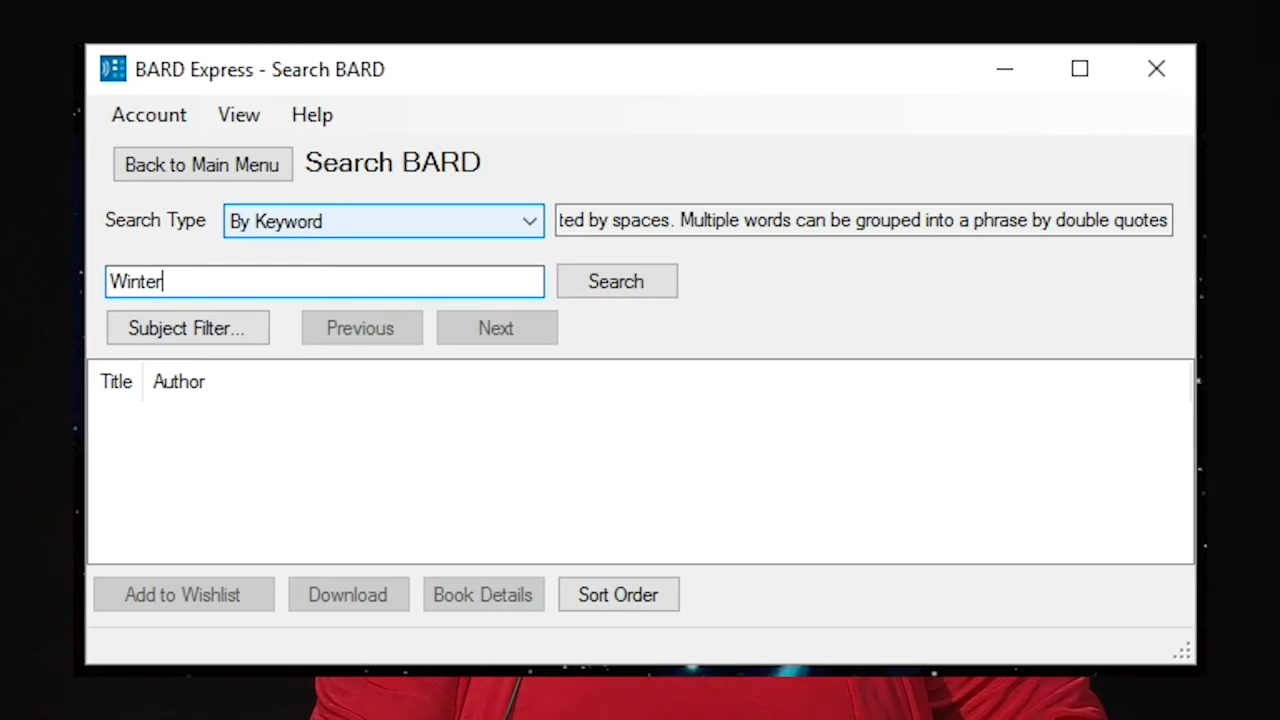 BARD Express - Search BARD
Account View Help
Back to Main Menu Search BARD
Search Type By Keyword ted by spaces. Multiple words can be grouped into a phrase by double quotes
Winter Search
Subject Filter... Previous Next
Title Author
Add to Wishlist Download Book Details Sort Order